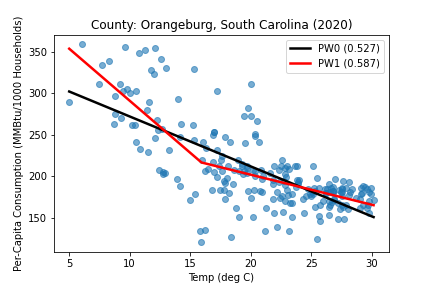 County: Orangeburg, South Carolina (2020)
PW0 (0.527)
PW1 (0.587)
Per-Capita Consumption (MMBtu/1000 Households)
350
300
250
200
150
5 10 15 20 25 30
Temp (deg C)